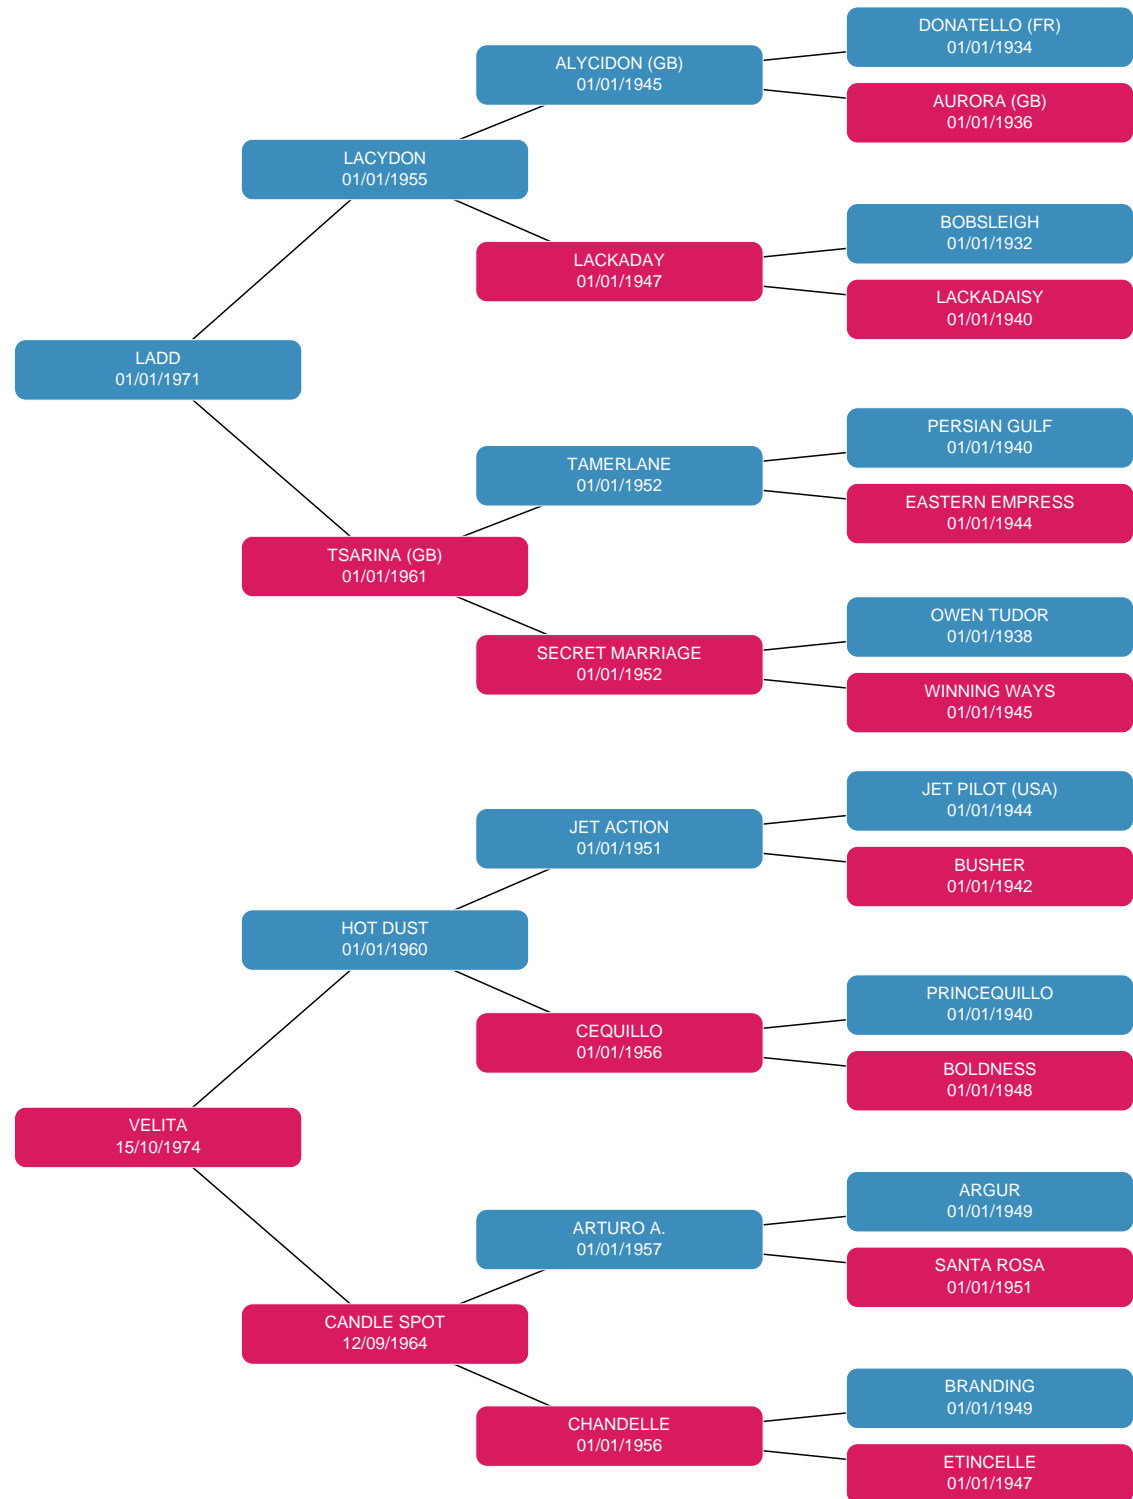 DONATELLO (FR)
01/01/1934
ALYCIDON (GB)
01/01/1945
AURORA (GB)
01/01/1936
LACYDON
01/01/1955
BOBSLEIGH
01/01/1932
LACKADAY
01/01/1947
LACKADAISY
01/01/1940
LADD
01/01/1971
PERSIAN GULF
01/01/1940
TAMERLANE
01/01/1952
EASTERN EMPRESS
01/01/1944
TSARINA (GB)
01/01/1961
OWEN TUDOR
01/01/1938
SECRET MARRIAGE
01/01/1952
WINNING WAYS
01/01/1945
JET PILOT (USA)
01/01/1944
JET ACTION
01/01/1951
BUSHER
01/01/1942
HOT DUST
01/01/1960
PRINCEQUILLO
01/01/1940
CEQUILLO
01/01/1956
BOLDNESS
01/01/1948
VELITA
15/10/1974
ARGUR
01/01/1949
ARTURO A.
01/01/1957
SANTA ROSA
01/01/1951
CANDLE SPOT
12/09/1964
BRANDING
01/01/1949
CHANDELLE
01/01/1956
ETINCELLE
01/01/1947